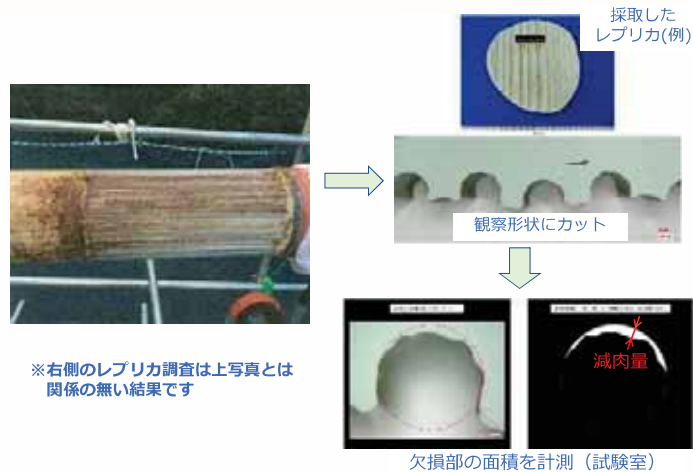 採取した
レプリカ(例)
観察形状にカット
減肉量
※右側のレプリカ調査は上写真とは
関係の無い結果です
欠損部の面積を計測（試験室）